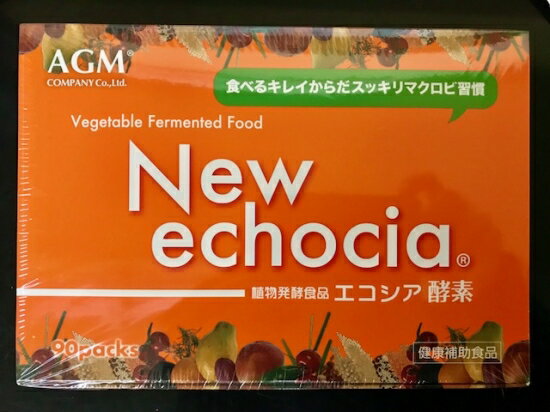 AGM®
COMPANY Co.,Ltd.
食べるキレイからだスッキリマクロビ習慣
Vegetable Fermented Food
New
echocia®
植物発酵食品 エコシア 酵素
90packs
健康補助食品